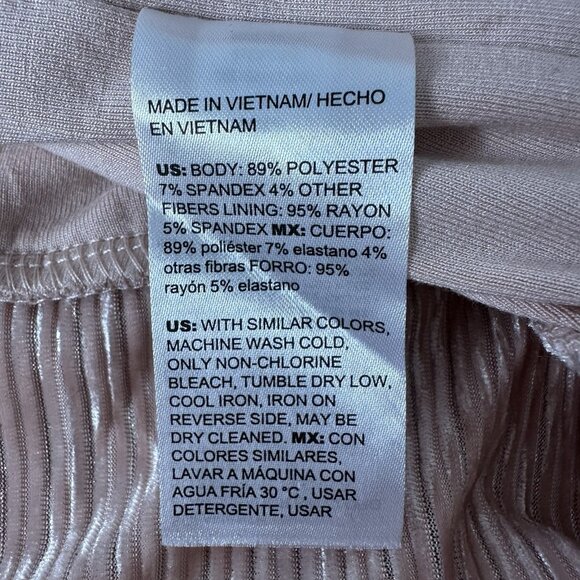 MADE IN VIETNAM/ HECHO
EN VIETNAM
US: BODY: 89% POLYESTER
7% SPANDEX 4% OTHER
FIBERS LINING: 95% RAYON
5% SPANDEX MX: CUERPO:
89% poliéster 7% elastano 4%
otras fibras FORRO: 95%
rayón 5% elastano
US: WITH SIMILAR COLORS,
MACHINE WASH COLD,
ONLY NON-CHLORINE
BLEACH, TUMBLE DRY LOW,
COOL IRON, IRON ON
REVERSE SIDE, MAY BE
DRY CLEANED. MX: CON
COLORES SIMILARES,
LAVAR A MÁQUINA CON
AGUA FRÍA 30 °C , USAR
DETERGENTE, USAR